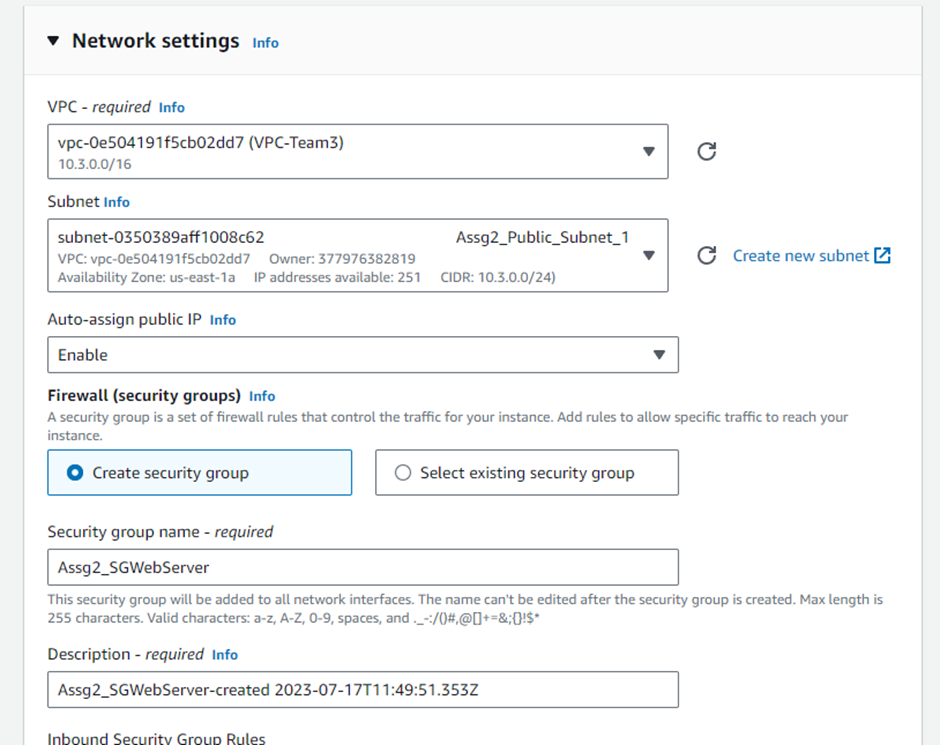 Network settings Info
VPC - required Info
vpc-0e504191f5cb02dd7 (VPC-Team3)
10.3.0.0/16
Subnet Info
subnet-0350389aff1008c62 Assg2_Public_Subnet_1
VPC: vpc-0e504191f5cb02dd7 Owner: 377976382819
Availability Zone: us-east-1a IP addresses available: 251 CIDR: 10.3.0.0/24)
Create new subnet
Auto-assign public IP Info
Enable
Firewall (security groups) Info
A security group is a set of firewall rules that control the traffic for your instance. Add rules to allow specific traffic to reach your
instance.
Create security group
Select existing security group
Security group name - required
Assg2_SGWebServer
This security group will be added to all network interfaces. The name can't be edited after the security group is created. Max length is
255 characters. Valid characters: a-z, A-Z, 0-9, spaces, and ._-:/()#,@[]+=&;{}!$*
Description - required Info
Assg2_SGWebServer-created 2023-07-17T11:49:51.353Z
Inbound Security Group Rules